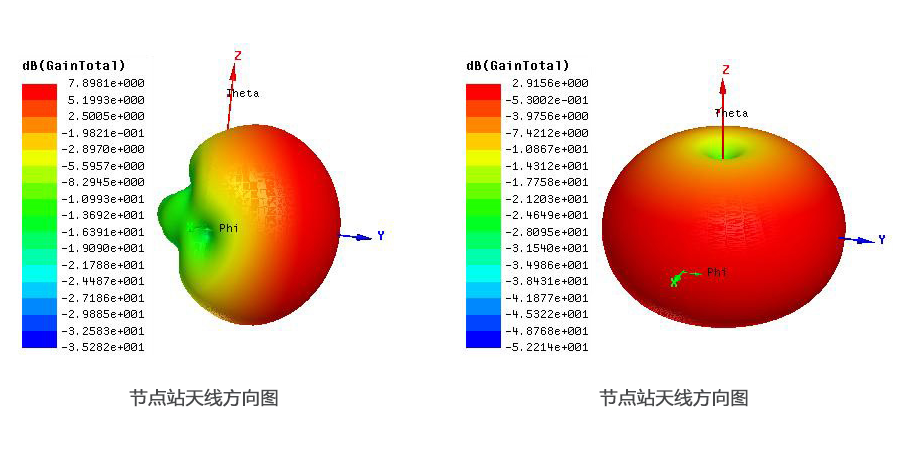 dB(GainTotal)
7.8981e+000
5.1993e+000
2.5005e+000
-1.9821e-001
-2.8970e+000
-5.5957e+000
-8.2945e+000
-1.0993e+001
-1.3692e+001
-1.6391e+001
-1.9090e+001
-2.1788e+001
-2.4487e+001
-2.7186e+001
-2.9885e+001
-3.2583e+001
-3.5282e+001
Z
Theta
Phi
Y
节点站天线方向图
dB(GainTotal)
2.9156e+000
-5.3002e-001
-3.9756e+000
-7.4212e+000
-1.0867e+001
-1.4312e+001
-1.7758e+001
-2.1203e+001
-2.4649e+001
-2.8095e+001
-3.1540e+001
-3.4986e+001
-3.8431e+001
-4.1877e+001
-4.5322e+001
-4.8768e+001
-5.2214e+001
Z
Theta
Phi
Y
节点站天线方向图